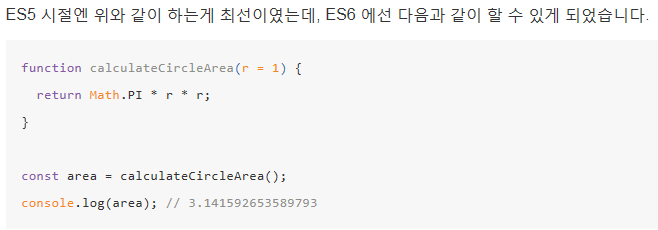 ES5 시절엔 위와 같이 하는게 최선이였는데, ES6 에선 다음과 같이 할 수 있게 되었습니다.
function calculateCircleArea(r = 1) {
  return Math.PI * r * r;
}
const area = calculateCircleArea();
console.log(area); // 3.141592653589793